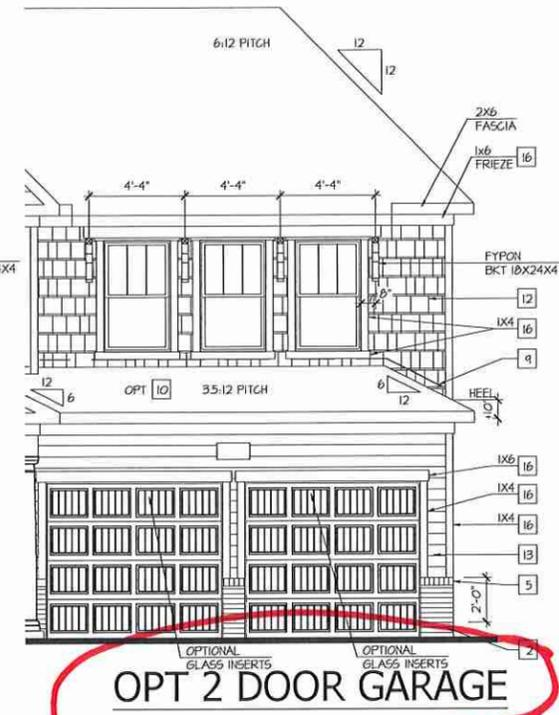 6:12 PITCH
12
12
2X6
FASCIA
1x6
FRIEZE 16
4'-4" 4'-4" 4'-4"
X4
FYPON
BKT 18X24X4
8"
12
1X4 16
9
12
6
OPT 10 3.5:12 PITCH
6
12
HEEL
+10"
1X6 16
1X4 16
1X4 16
13
5
2'-0"
2
OPTIONAL
GLASS INSERTS
OPTIONAL
GLASS INSERTS
OPT 2 DOOR GARAGE